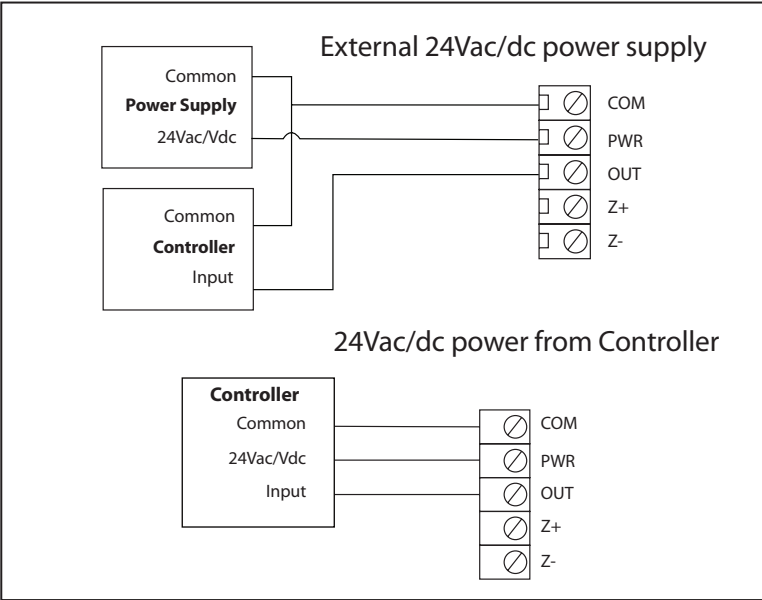 External 24Vac/dc power supply
Common
Power Supply
24Vac/Vdc
Common
Controller
Input
COM
PWR
OUT
Z+
Z-
24Vac/dc power from Controller
Controller
Common
24Vac/Vdc
Input
COM
PWR
OUT
Z+
Z-